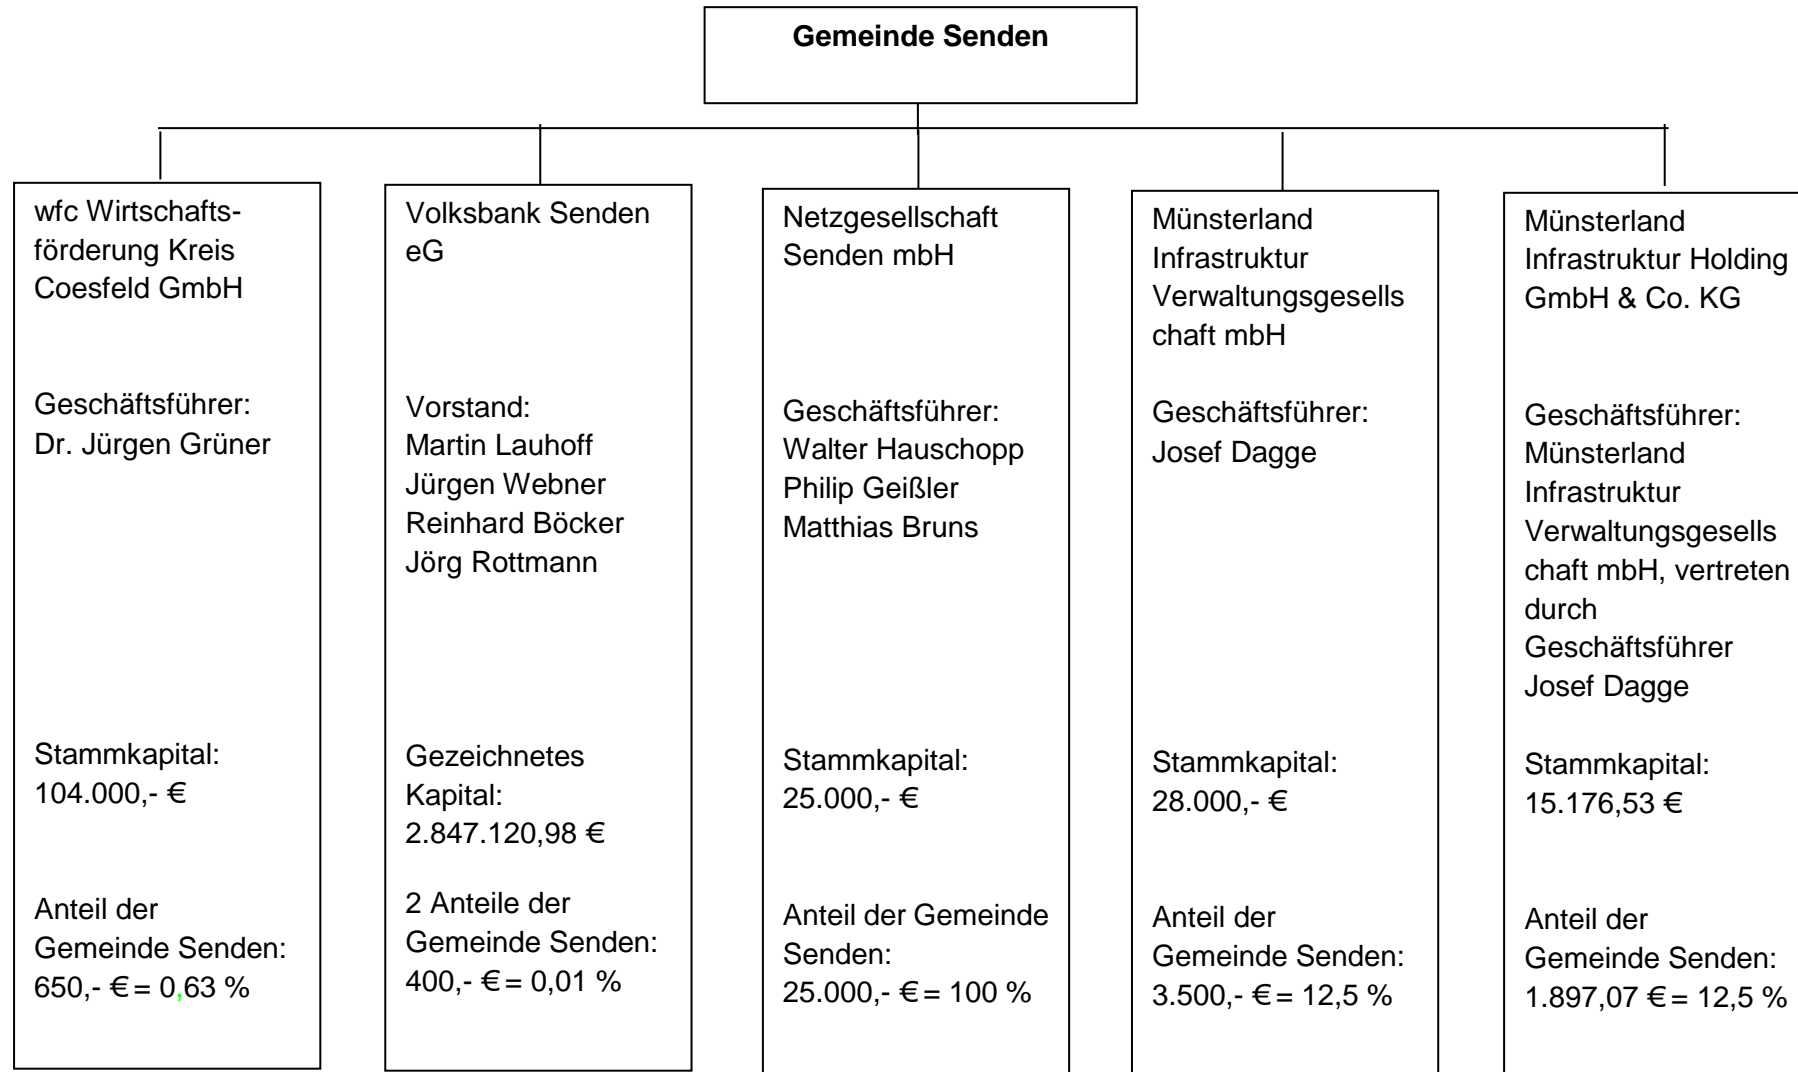 Gemeinde Senden
wfc Wirtschafts-
förderung Kreis
Coesfeld GmbH
Geschäftsführer:
Dr. Jürgen Grüner
Stammkapital:
104.000,- €
Anteil der
Gemeinde Senden:
650,- € = 0,63 %
Volksbank Senden
eG
Vorstand:
Martin Lauhoff
Jürgen Webner
Reinhard Böcker
Jörg Rottmann
Gezeichnetes
Kapital:
2.847.120,98 €
2 Anteile der
Gemeinde Senden:
400,- € = 0,01 %
Netzgesellschaft
Senden mbH
Geschäftsführer:
Walter Hauschopp
Philip Geißler
Matthias Bruns
Stammkapital:
25.000,- €
Anteil der Gemeinde
Senden:
25.000,- € = 100 %
Münsterland
Infrastruktur
Verwaltungsgesells
chaft mbH
Geschäftsführer:
Josef Dagge
Stammkapital:
28.000,- €
Anteil der
Gemeinde Senden:
3.500,- € = 12,5 %
Münsterland
Infrastruktur Holding
GmbH & Co. KG
Geschäftsführer:
Münsterland
Infrastruktur
Verwaltungsgesells
chaft mbH, vertreten
durch
Geschäftsführer
Josef Dagge
Stammkapital:
15.176,53 €
Anteil der
Gemeinde Senden:
1.897,07 € = 12,5 %